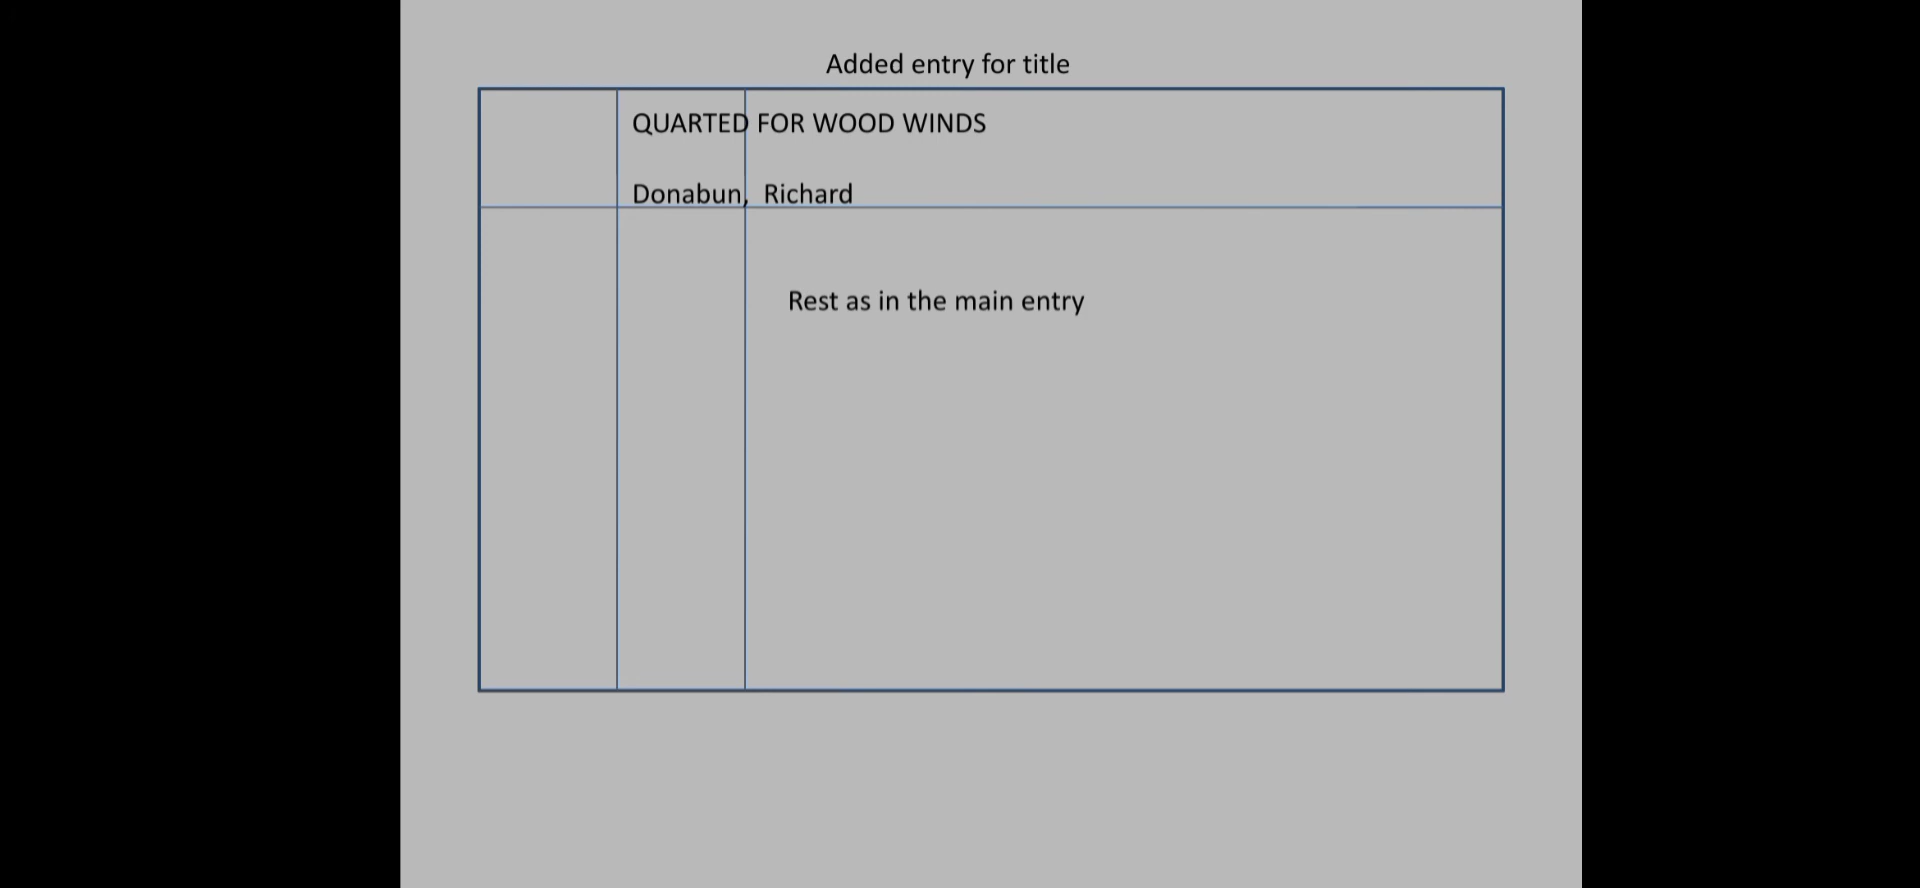 Added entry for title
QUARTED FOR WOOD WINDS
Donabun, Richard
Rest as in the main entry